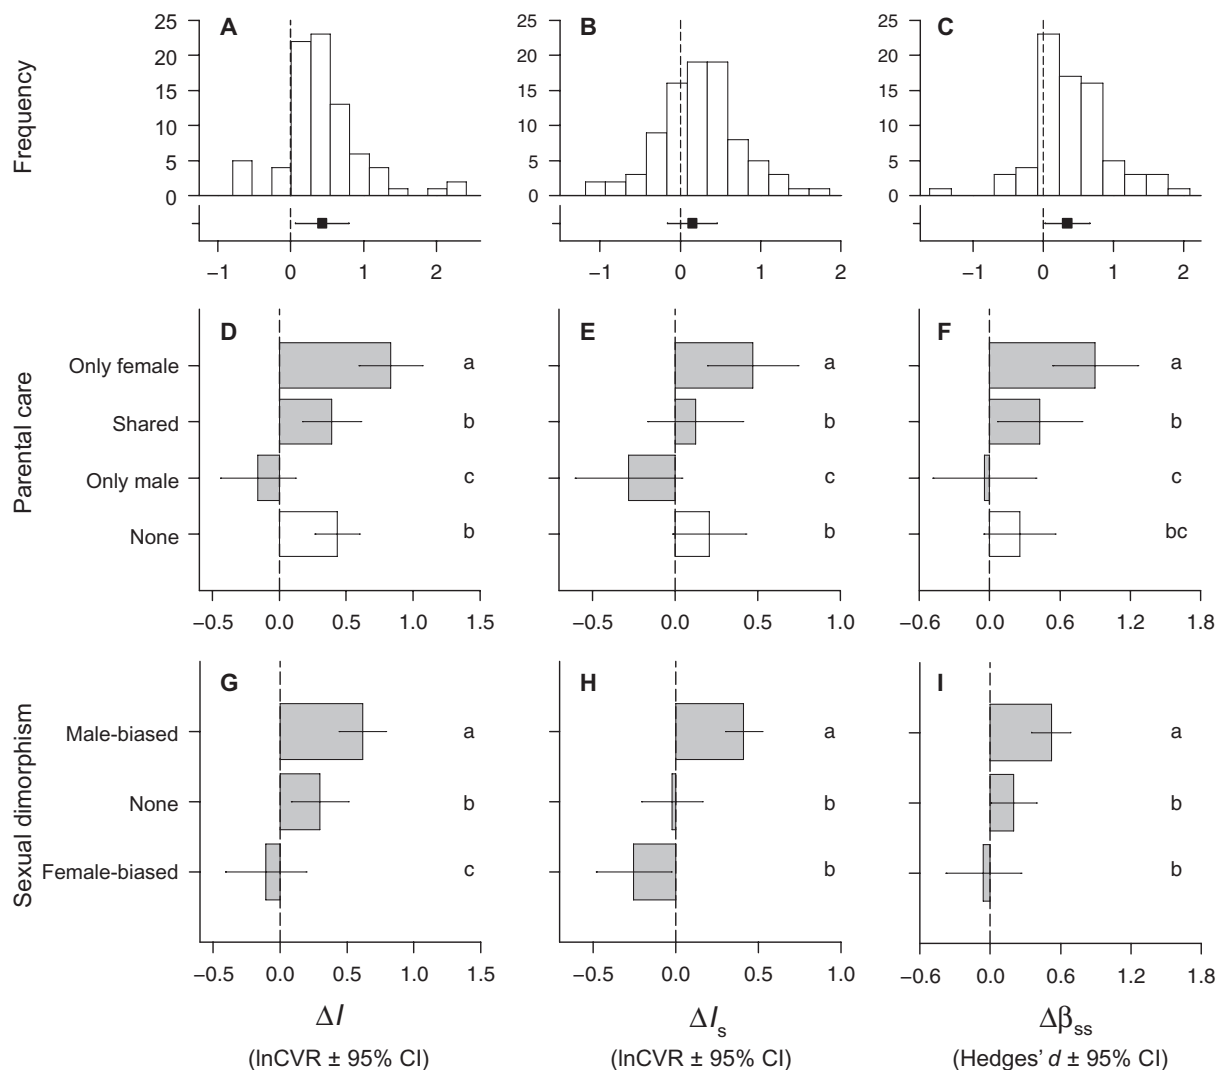 A
B
C
Frequency
25
20
15
10
5
0
25
20
15
10
5
0
25
20
15
10
5
0
−1
0
1
2
−1
0
1
2
−1
0
1
2
D
E
F
Parental care
Only female
a
a
a
Shared
b
b
b
Only male
c
c
c
None
b
b
bc
−0.5
0.0
0.5
1.0
1.5
−0.5
0.0
0.5
1.0
−0.6
0.0
0.6
1.2
1.8
G
H
I
Sexual dimorphism
Male-biased
a
a
a
None
b
b
b
Female-biased
c
b
b
−0.5
0.0
0.5
1.0
1.5
−0.5
0.0
0.5
1.0
−0.6
0.0
0.6
1.2
1.8
ΔI
(lnCVR ± 95% CI)
ΔIs
(lnCVR ± 95% CI)
Δβss
(Hedges’ d ± 95% CI)